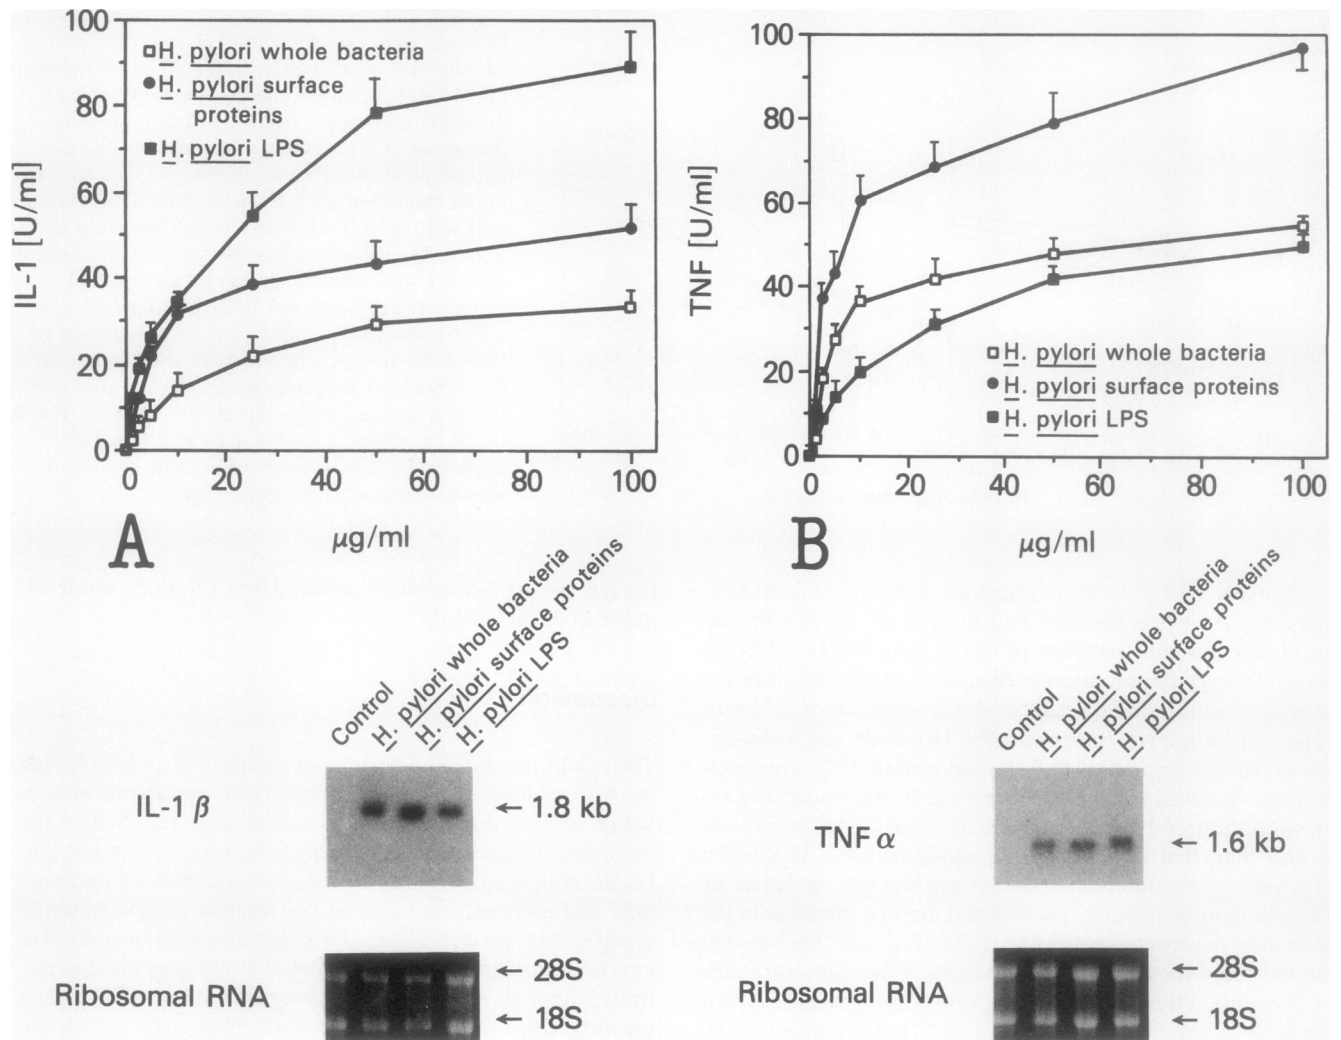 100
80
60
40
20
0
IL-1 [U/ml]
H. pylori whole bacteria
H. pylori surface
proteins
H. pylori LPS
0 20 40 60 80 100
µg/ml
A
100
80
60
40
20
0
TNF [U/ml]
H. pylori whole bacteria
H. pylori surface proteins
H. pylori LPS
0 20 40 60 80 100
µg/ml
B
Control
H. pylori whole bacteria
H. pylori surface proteins
H. pylori LPS
IL-1 β
← 1.8 kb
Ribosomal RNA
← 28S
← 18S
Control
H. pylori whole bacteria
H. pylori surface proteins
H. pylori LPS
TNF α
← 1.6 kb
Ribosomal RNA
← 28S
← 18S